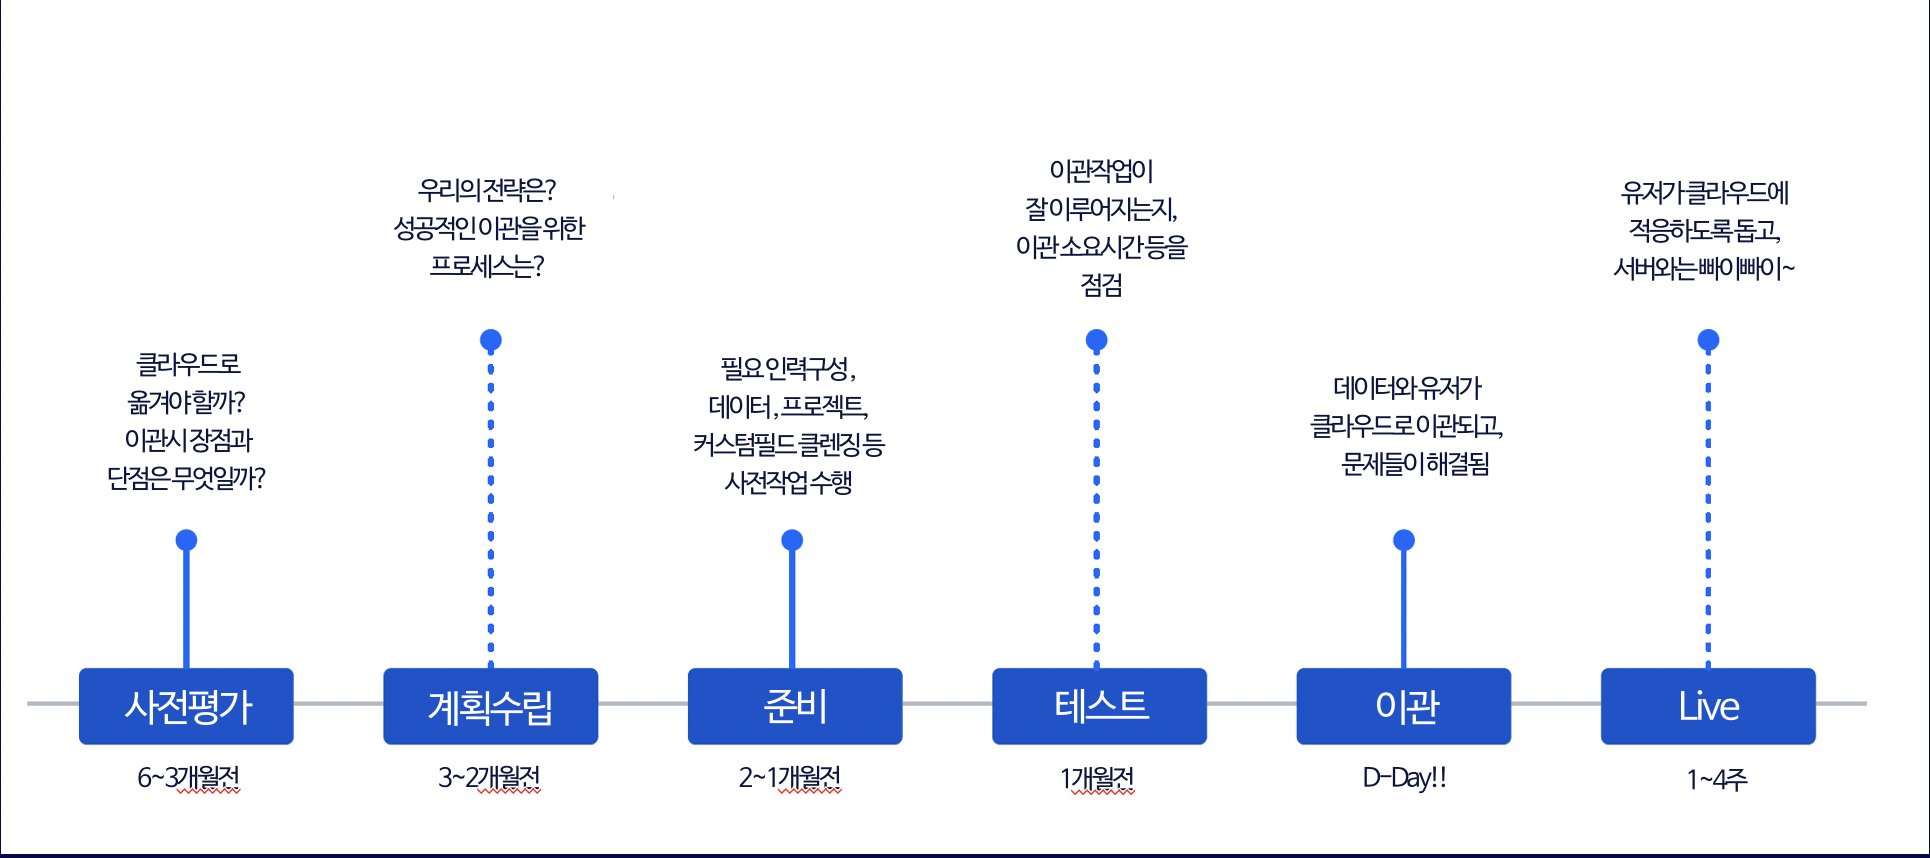 클라우드로
옮겨야 할까?
이관시 장점과
단점은 무엇일까?
사전평가
6~3개월전
우리의 전략은?
성공적인 이관을 위한
프로세스는?
계획수립
3~2개월전
필요 인력구성 ,
데이터 , 프로젝트,
커스텀필드 클렌징 등
사전작업 수행
준비
2~1개월전
이관작업이
잘 이루어지는지,
이관 소요시간 등을
점검
테스트
1개월전
데이터와 유저가
클라우드로 이관되고,
문제들이 해결됨
이관
D-Day!!
유저가 클라우드에
적응하도록 돕고,
서버와는 빠이빠이~
Live
1~4주